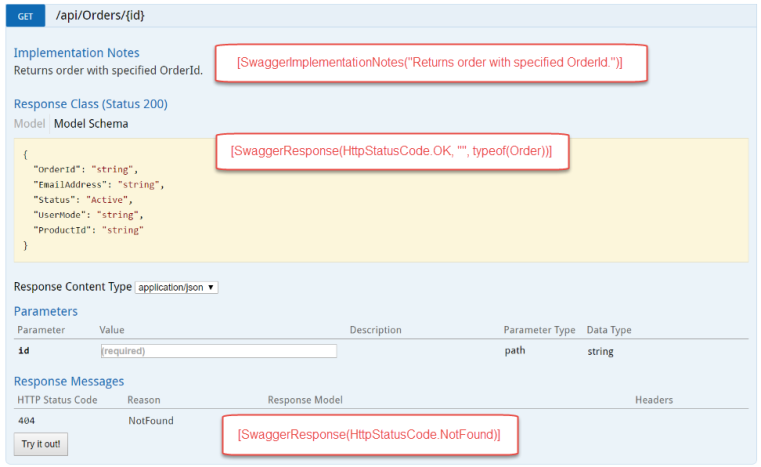 GET /api/Orders/{id}
Implementation Notes
Returns order with specified OrderId.
[SwaggerImplementationNotes("Returns order with specified OrderId.")]
Response Class (Status 200)
Model Model Schema
[SwaggerResponse(HttpStatusCode.OK, "", typeof(Order))]
{
"OrderId": "string",
"EmailAddress": "string",
"Status": "Active",
"UserMode": "string",
"ProductId": "string"
}
Response Content Type application/json
Parameters
Parameter Value Description Parameter Type Data Type
id (required) path string
Response Messages
HTTP Status Code Reason Response Model Headers
404 NotFound
[SwaggerResponse(HttpStatusCode.NotFound)]
Try it out!